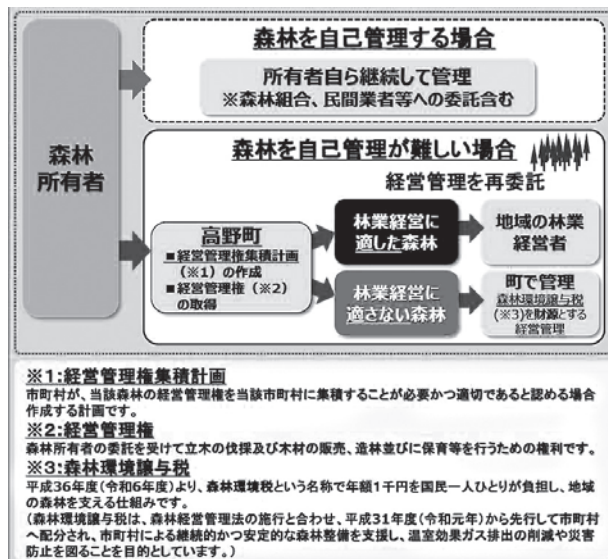 森林を自己管理する場合
所有者自ら継続して管理
※森林組合、民間業者等への委託含む
森林
所有者
森林を自己管理が難しい場合
経営管理を再委託
高野町
■経営管理権集積計画
(※1)の作成
■経営管理権(※2)
の取得
林業経営に
適した森林
地域の林業
経営者
林業経営に
適さない森林
町で管理
森林環境譲与税
(※3)を財源とする
経営管理
※1:経営管理権集積計画
市町村が、当該森林の経営管理権を当該市町村に集積することが必要かつ適切であると認める場合
作成する計画です。
※2:経営管理権
森林所有者の委託を受けて立木の伐採及び木材の販売、造林並びに保育等を行うための権利です。
※3:森林環境譲与税
平成36年度(令和6年度)より、森林環境税という名称で年額1千円を国民一人ひとりが負担し、地域
の森林を支える仕組みです。
(森林環境譲与税は、森林経営管理法の施行と合わせ、平成31年度(令和元年)から先行して市町村
へ配分され、市町村による継続的かつ安定的な森林整備を支援し、温室効果ガス排出の削減や災害
防止を図ることを目的としています。)